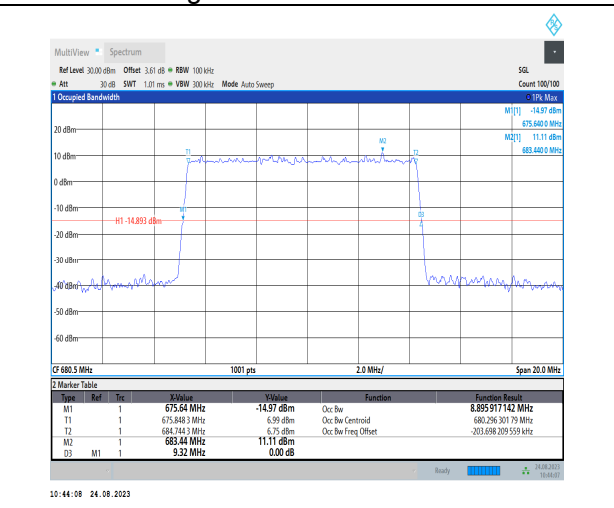 MultiView Spectrum
Ref Level 30.00 dBm Offset 3.61 dB RBW 100 kHz SGL
Att 30 dB SWT 1.01 ms VBW 300 kHz Mode Auto Sweep Count 100/100
1 Occupied Bandwidth 1Pk Max
M1[1] -14.97 dBm
675.640 0 MHz
M2[1] 11.11 dBm
683.440 0 MHz
20 dBm
M2
T1 T2
10 dBm
0 dBm
-10 dBm
M1
D3
H1 -14.893 dBm
-20 dBm
-30 dBm
-40 dBm
-50 dBm
-60 dBm
CF 680.5 MHz 1001 pts 2.0 MHz/ Span 20.0 MHz
2 Marker Table
Type Ref Trc X-Value Y-Value Function Function Result
M1 1 675.64 MHz -14.97 dBm Occ Bw 8.895 917 142 MHz
T1 1 675.848 3 MHz 6.99 dBm Occ Bw Centroid 680.296 301 79 MHz
T2 1 684.744 3 MHz 6.75 dBm Occ Bw Freq Offset -203.698 209 559 kHz
M2 1 683.44 MHz 11.11 dBm
D3 M1 1 9.32 MHz 0.00 dB
Ready 24.08.2023
10:44:07
10:44:08 24.08.2023